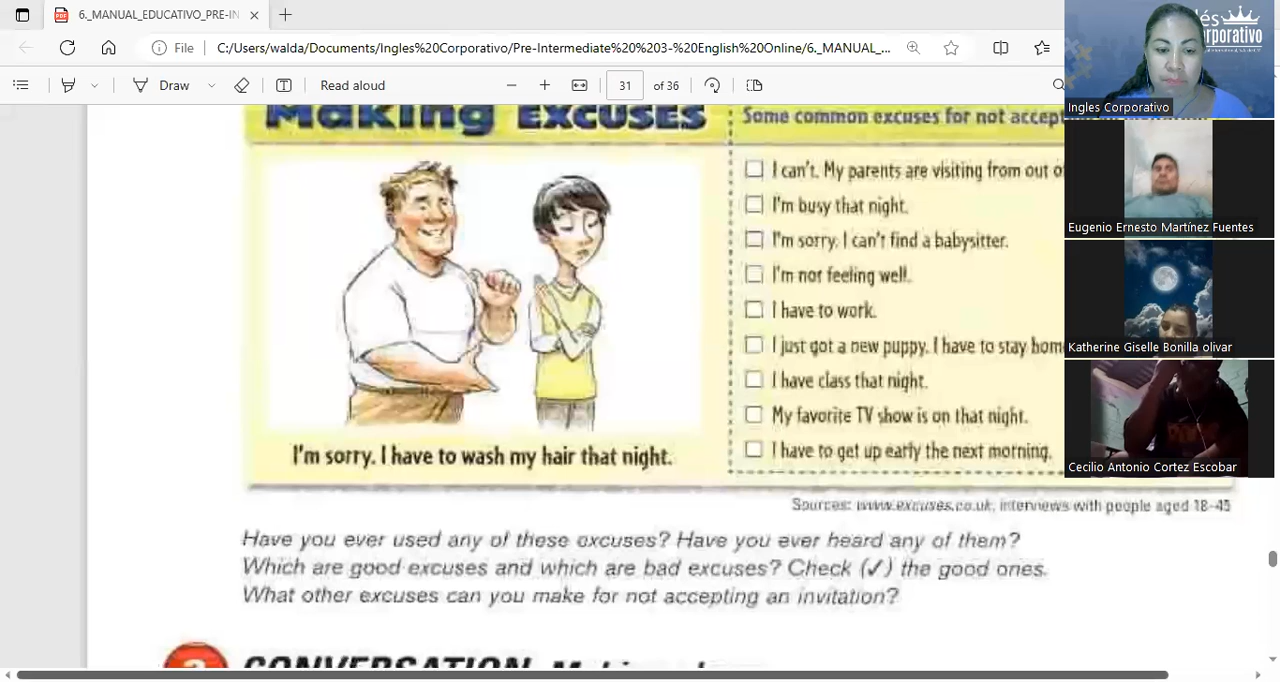 6._MANUAL_EDUCATIVO_PRE-IN
File
C:/Users/walda/Documents/Ingles%20Corporativo/Pre-Intermediate%20%203-%20English%20Online/6._MANUAL_...
Draw
Read aloud
31 of 36
Corporativo
Ingles Corporativo
Eugenio Ernesto Martínez Fuentes
Katherine Giselle Bonilla olivar
Cecilio Antonio Cortez Escobar
Making Excuses
Some common excuses for not accept
I can't. My parents are visiting from out o
I'm busy that night.
I'm sorry. I can't find a babysitter.
I'm not feeling well.
I have to work.
I just got a new puppy. I have to stay hom
I have class that night.
My favorite TV show is on that night.
I have to get up early the next morning.
I'm sorry. I have to wash my hair that night.
Sources: www.excuses.co.uk; interviews with people aged 18-45
Have you ever used any of these excuses? Have you ever heard any of them?
Which are good excuses and which are bad excuses? Check (✓) the good ones.
What other excuses can you make for not accepting an invitation?
CONVERSATION